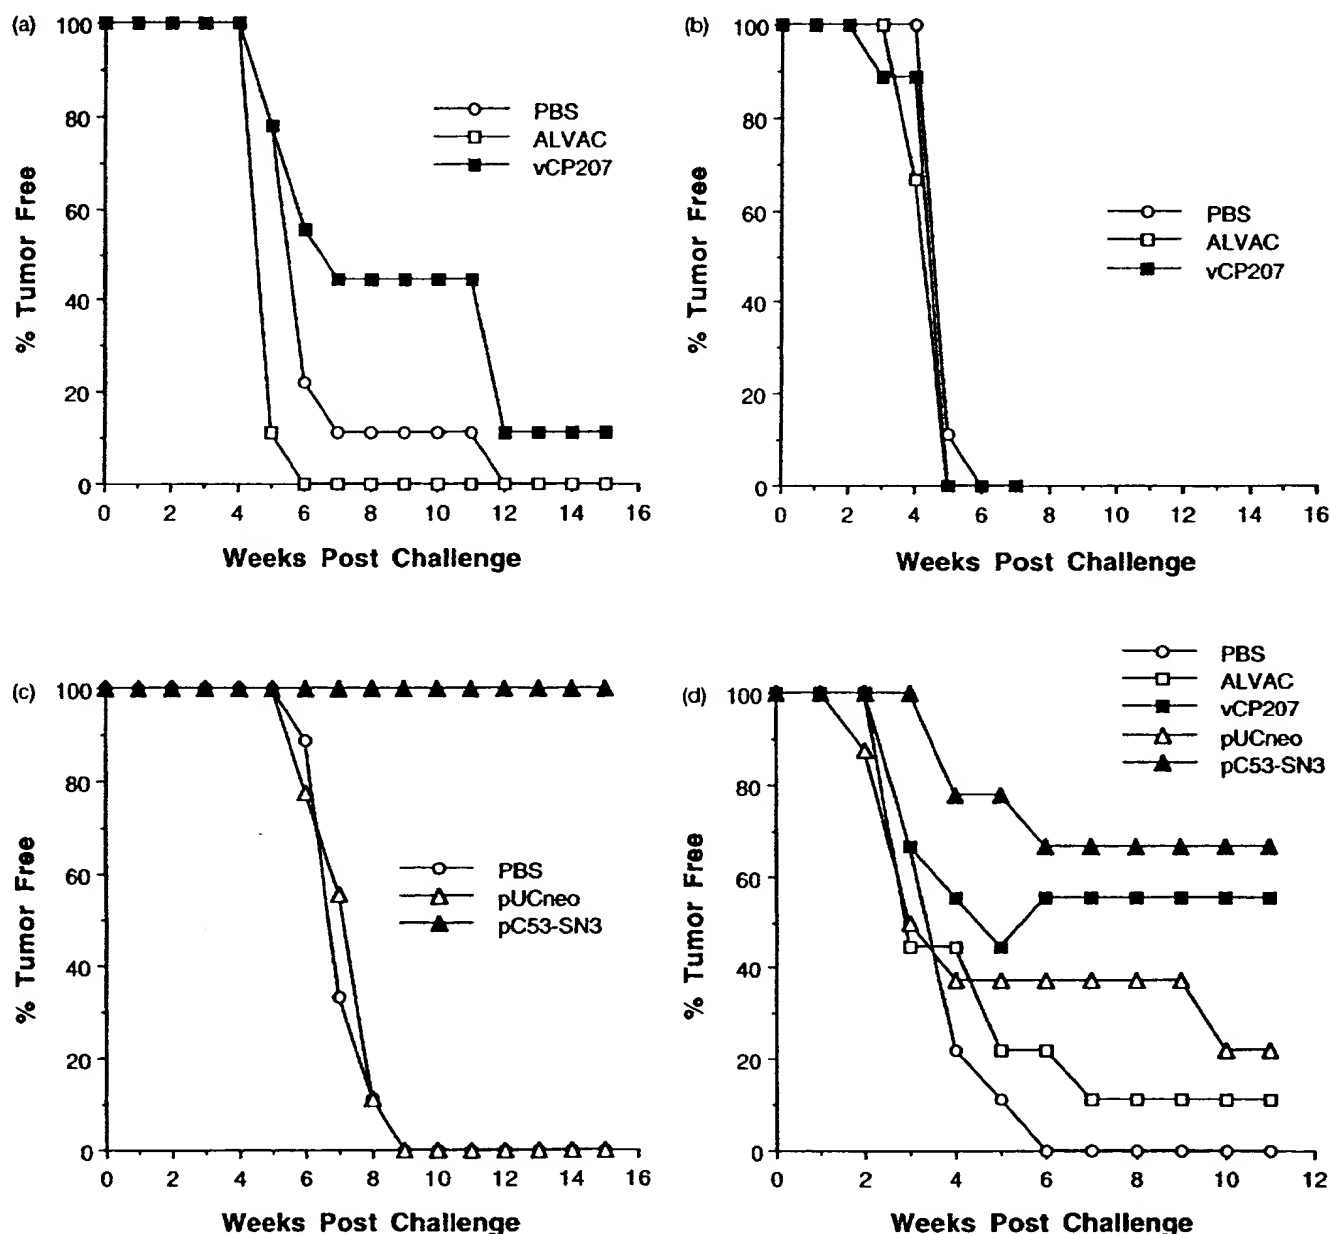 (a)
% Tumor Free
100
80
60
40
20
0
PBS
ALVAC
vCP207
0 2 4 6 8 10 12 14 16
Weeks Post Challenge
(b)
% Tumor Free
100
80
60
40
20
0
PBS
ALVAC
vCP207
0 2 4 6 8 10 12 14 16
Weeks Post Challenge
(c)
% Tumor Free
100
80
60
40
20
0
PBS
pUCneo
pC53-SN3
0 2 4 6 8 10 12 14 16
Weeks Post Challenge
(d)
% Tumor Free
100
80
60
40
20
0
PBS
ALVAC
vCP207
pUCneo
pC53-SN3
0 2 4 6 8 10 12
Weeks Post Challenge